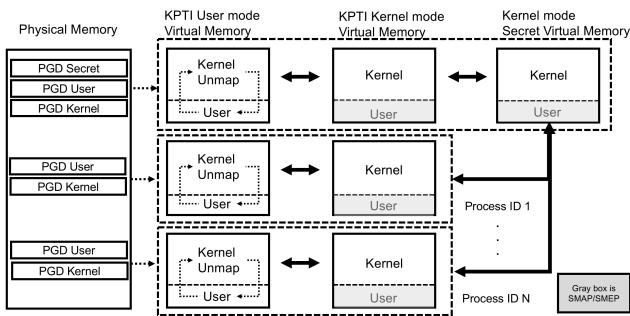 Physical Memory
KPTI User mode
Virtual Memory
KPTI Kernel mode
Virtual Memory
Kernel mode
Secret Virtual Memory
PGD Secret
PGD User
PGD Kernel
Kernel
Unmap
User
Kernel
User
Kernel
User
PGD User
PGD Kernel
Kernel
Unmap
User
Kernel
User
Process ID 1
.
.
.
PGD User
PGD Kernel
Kernel
Unmap
User
Kernel
User
Process ID N
Gray box is
SMAP/SMEP